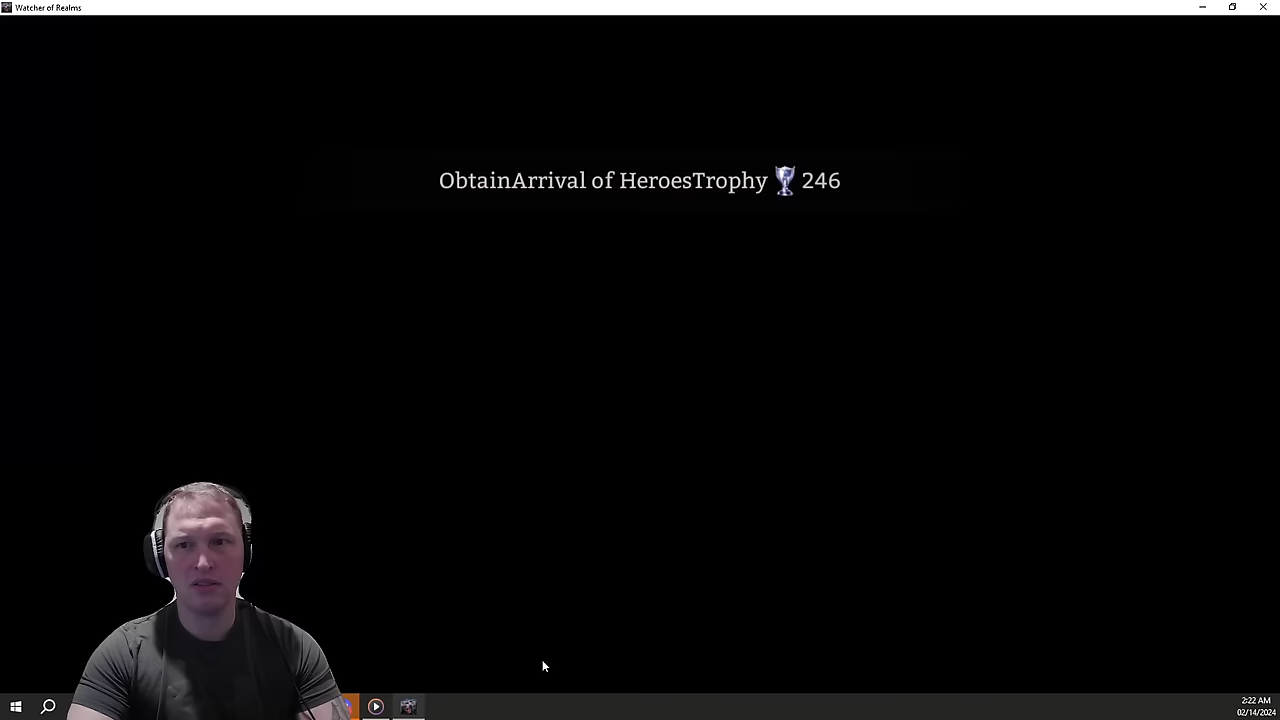 Watcher of Realms
ObtainArrival of HeroesTrophy 246
2:22 AM
02/14/2024